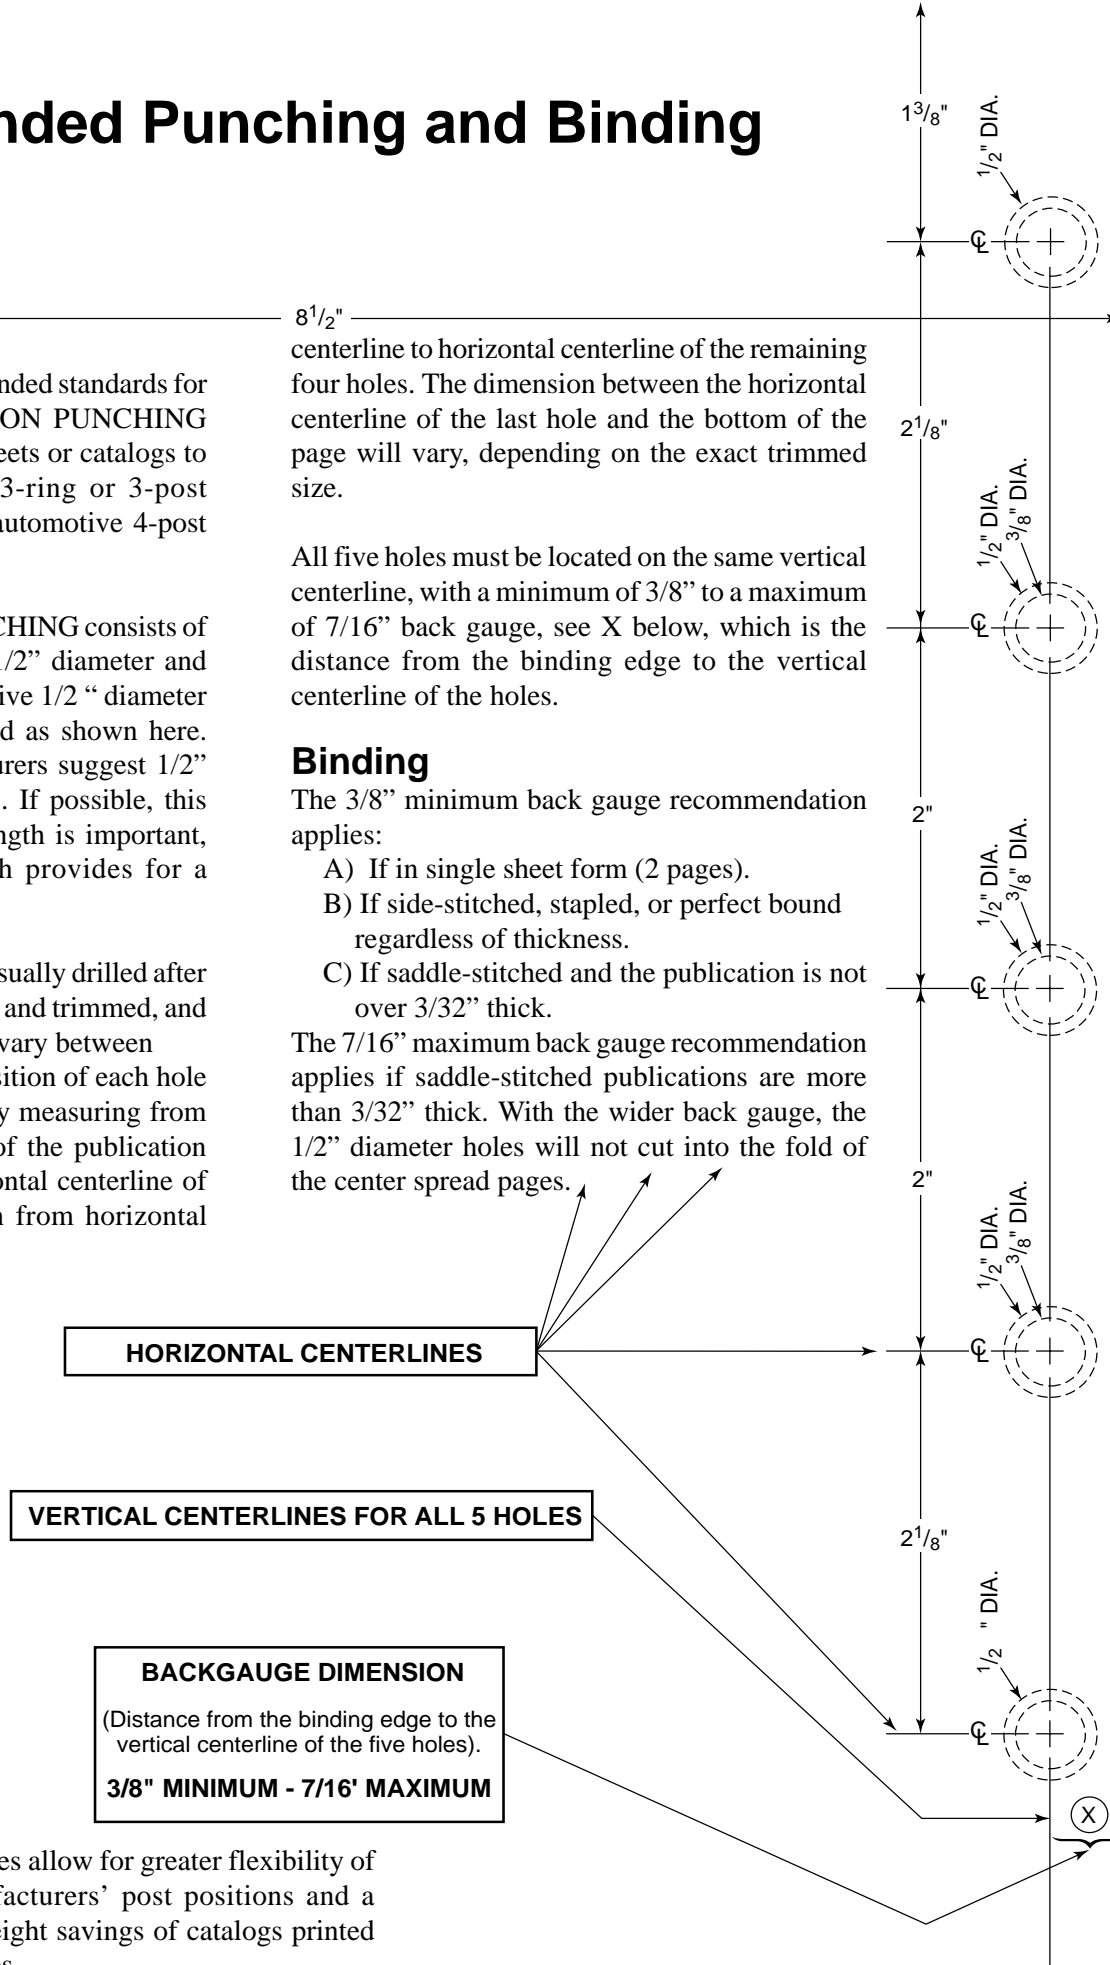 nded Punching and Binding
8 1/2"
nded standards for
ON PUNCHING
eets or catalogs to
3-ring or 3-post
automotive 4-post
CHING consists of
1/2” diameter and
ive 1/2 “ diameter
d as shown here.
urers suggest 1/2”
. If possible, this
ngth is important,
h provides for a
sually drilled after
and trimmed, and
vary between
sition of each hole
y measuring from
of the publication
ontal centerline of
n from horizontal
centerline to horizontal centerline of the remaining
four holes. The dimension between the horizontal
centerline of the last hole and the bottom of the
page will vary, depending on the exact trimmed
size.
All five holes must be located on the same vertical
centerline, with a minimum of 3/8” to a maximum
of 7/16” back gauge, see X below, which is the
distance from the binding edge to the vertical
centerline of the holes.
Binding
The 3/8” minimum back gauge recommendation
applies:
A) If in single sheet form (2 pages).
B) If side-stitched, stapled, or perfect bound
regardless of thickness.
C) If saddle-stitched and the publication is not
over 3/32” thick.
The 7/16” maximum back gauge recommendation
applies if saddle-stitched publications are more
than 3/32” thick. With the wider back gauge, the
1/2” diameter holes will not cut into the fold of
the center spread pages.
HORIZONTAL CENTERLINES
VERTICAL CENTERLINES FOR ALL 5 HOLES
BACKGAUGE DIMENSION
(Distance from the binding edge to the
vertical centerline of the five holes).
3/8" MINIMUM - 7/16' MAXIMUM
es allow for greater flexibility of
facturers’ post positions and a
eight savings of catalogs printed
1 3/8"
1/2" DIA.
℄
2 1/8"
1/2" DIA.
3/8" DIA.
℄
2"
1/2" DIA.
3/8" DIA.
℄
2"
1/2" DIA.
3/8" DIA.
℄
2 1/8"
1/2 " DIA.
℄
X